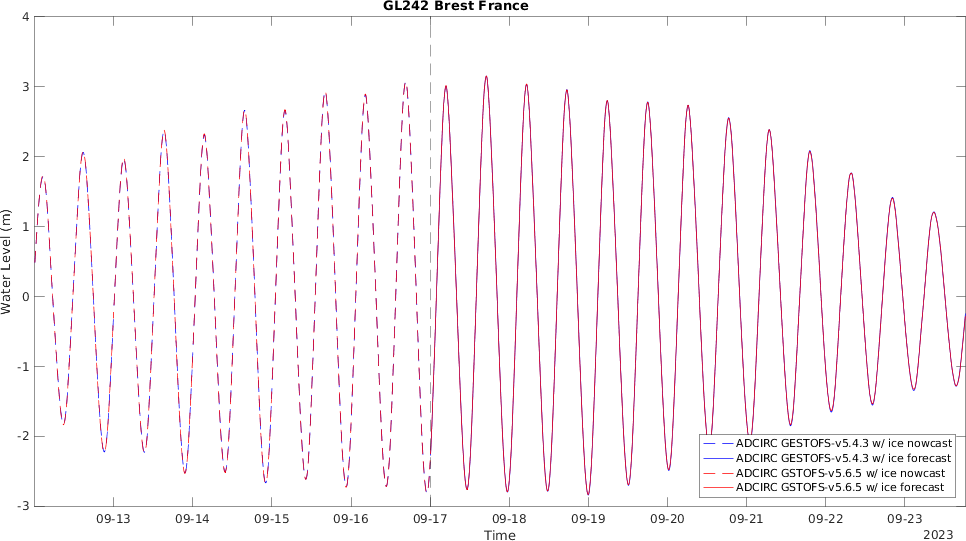 GL242 Brest France
4
3
2
1
0
-1
-2
-3
Water Level (m)
09-13 09-14 09-15 09-16 09-17 09-18 09-19 09-20 09-21 09-22 09-23
Time
2023
ADCIRC GESTOFS-v5.4.3 w/ ice nowcast
ADCIRC GESTOFS-v5.4.3 w/ ice forecast
ADCIRC GSTOFS-v5.6.5 w/ ice nowcast
ADCIRC GSTOFS-v5.6.5 w/ ice forecast